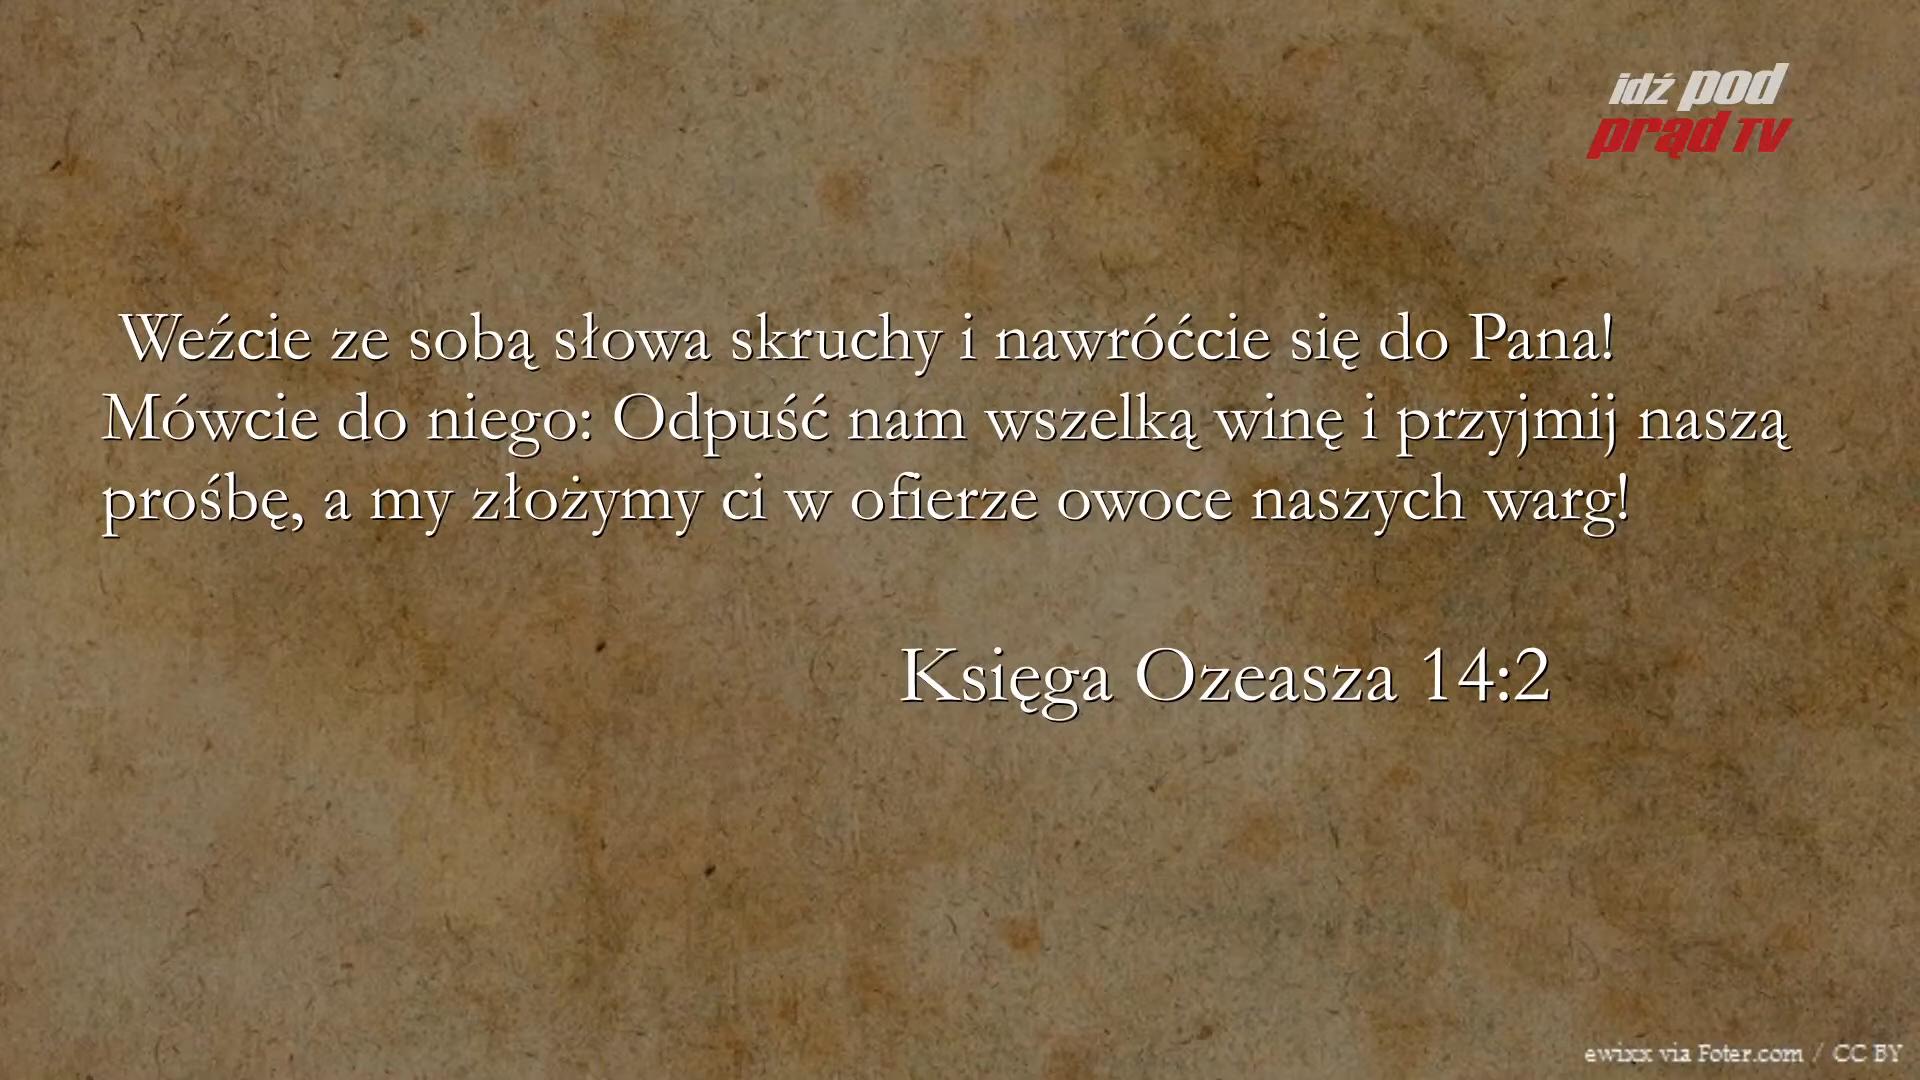 idź pod
prąd TV
Weźcie ze sobą słowa skruchy i nawróćcie się do Pana!
Mówcie do niego: Odpuść nam wszelką winę i przyjmij naszą
prośbę, a my złożymy ci w ofierze owoce naszych warg!
Księga Ozeasza 14:2
ewixx via Foter.com / CC BY